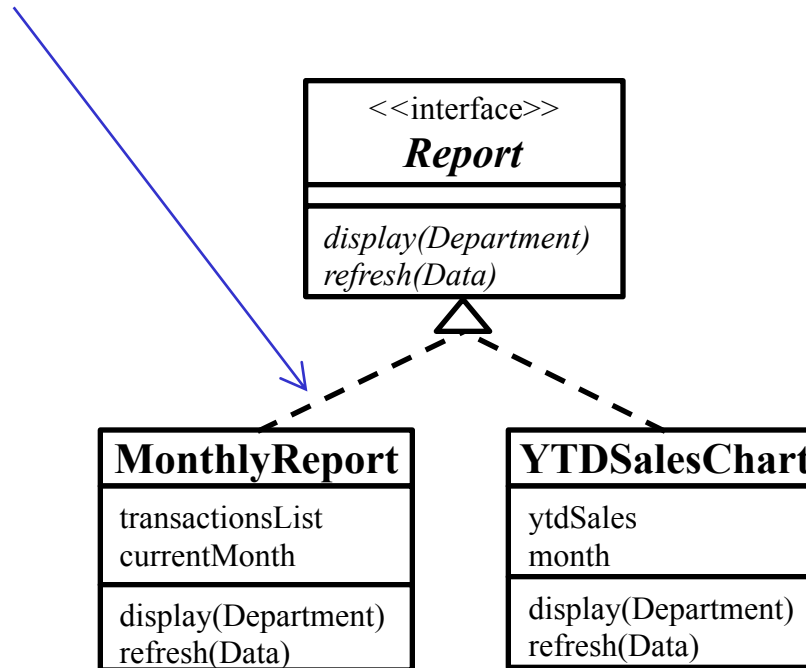 <<interface>>
Report
display(Department)
refresh(Data)
MonthlyReport
transactionsList
currentMonth
display(Department)
refresh(Data)
YTDSalesChart
ytdSales
month
display(Department)
refresh(Data)